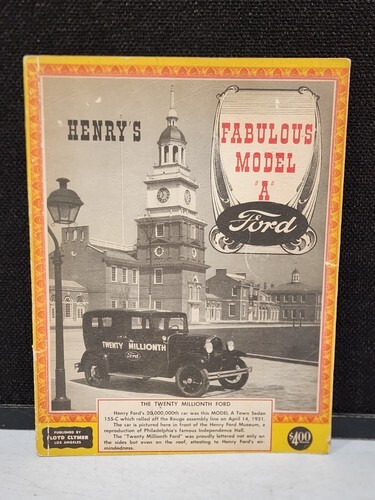 HENRY'S
FABULOUS
MODEL
"A"
Ford
TWENTY MILLIONTH
Ford
THE TWENTY MILLIONTH FORD
Henry Ford's 20,000,000th car was this MODEL A Town Sedan
155-C which rolled off the Rouge assembly line on April 14, 1931.
The car is pictured here in front of the Henry Ford Museum, a
reproduction of Philadelphia's famous Independence Hall.
The "Twenty Millionth Ford" was proudly lettered not only on
the sides but even on the roof, attesting to Henry Ford's air-
mindedness.
PUBLISHED BY
FLOYD CLYMER
LOS ANGELES
$4.00